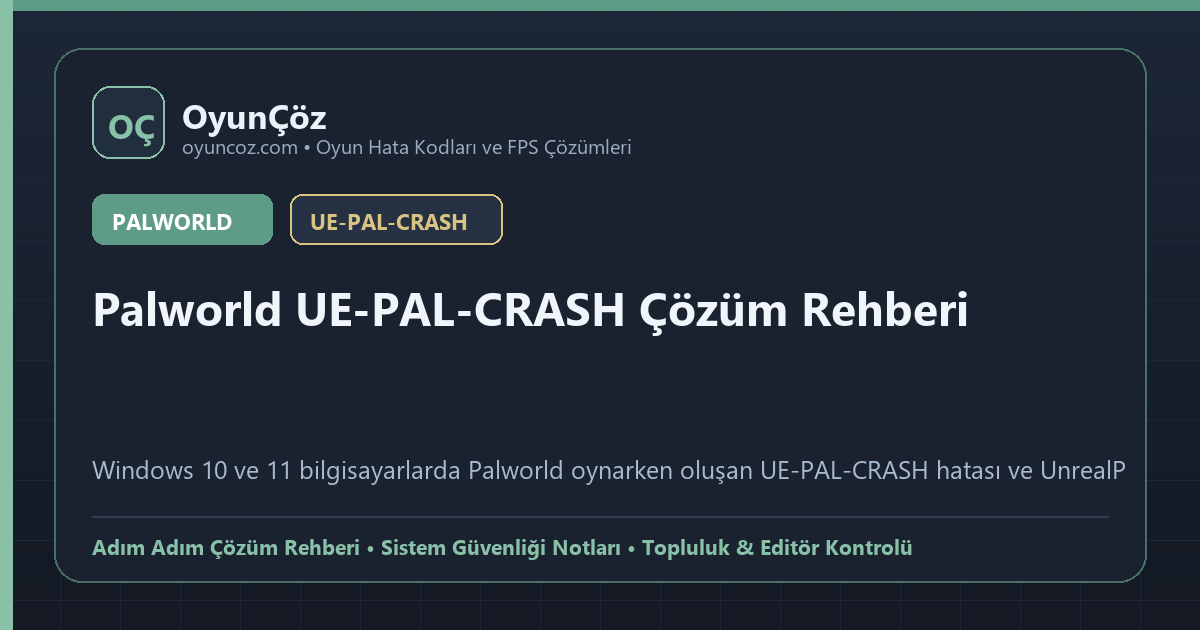 OÇ
OyunÇöz
oyuncoz.com • Oyun Hata Kodları ve FPS Çözümleri
PALWORLD
UE-PAL-CRASH
Palworld UE-PAL-CRASH Çözüm Rehberi
Windows 10 ve 11 bilgisayarlarda Palworld oynarken oluşan UE-PAL-CRASH hatası ve UnrealP
Adım Adım Çözüm Rehberi • Sistem Güvenliği Notları • Topluluk & Editör Kontrolü